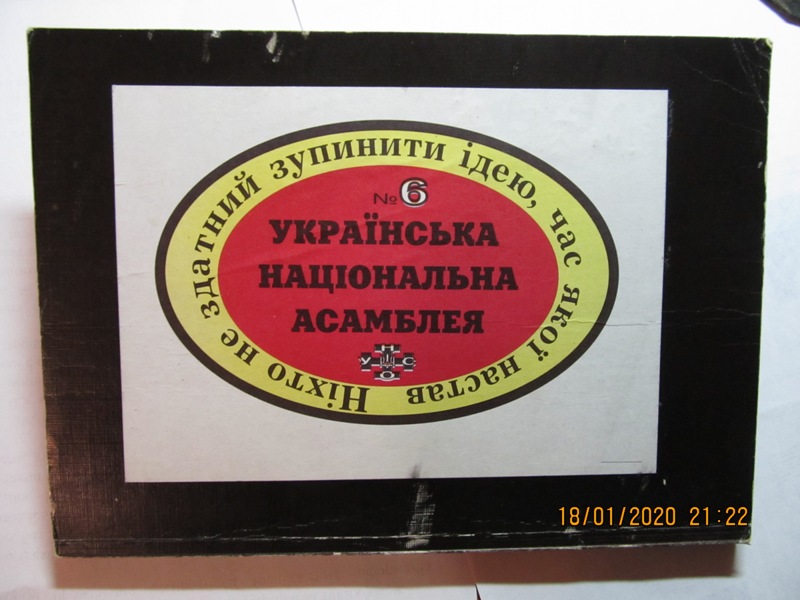 Ніхто не здатний зупинити ідею, час якої настав
№6
УКРАЇНСЬКА
НАЦІОНАЛЬНА
АСАМБЛЕЯ
Н
У С
О
18/01/2020 21:22